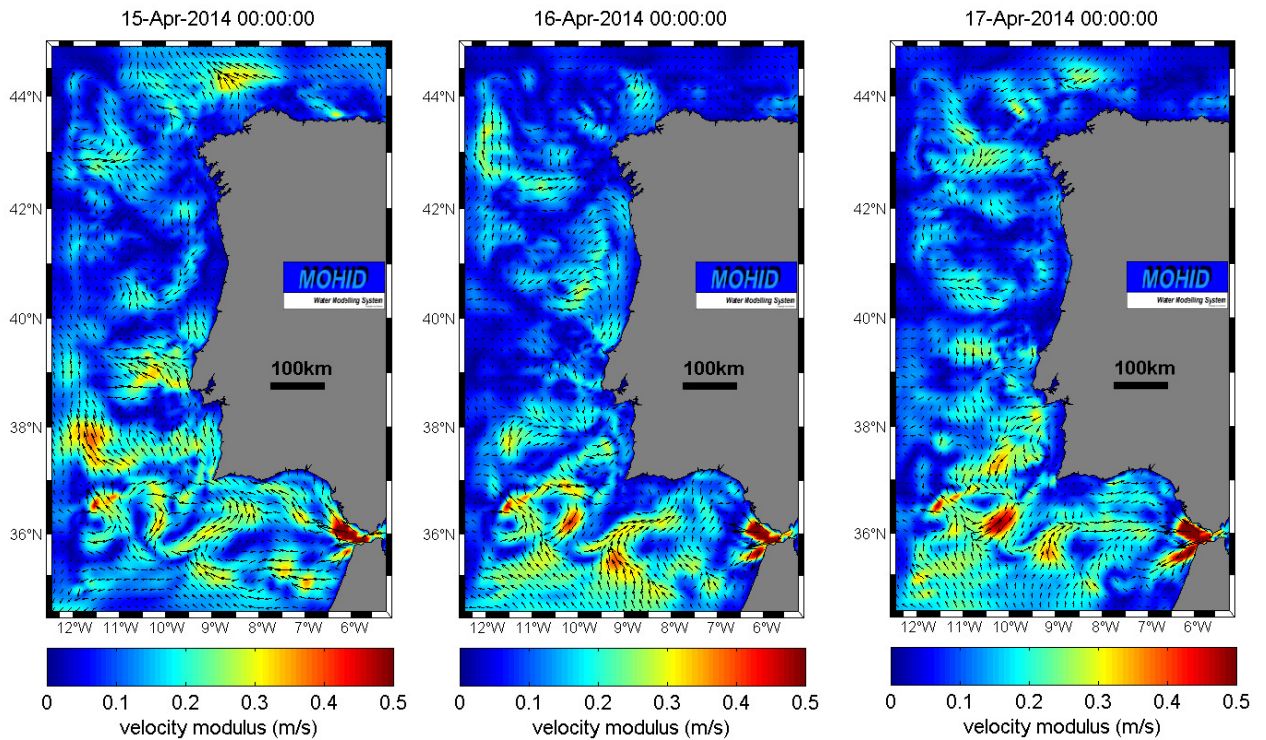 15-Apr-2014 00:00:00
44°N
42°N
40°N
38°N
36°N
12°W 11°W 10°W 9°W 8°W 7°W 6°W
MOHID
Water Modelling System
100km
0 0.1 0.2 0.3 0.4 0.5
velocity modulus (m/s)
16-Apr-2014 00:00:00
44°N
42°N
40°N
38°N
36°N
12°W 11°W 10°W 9°W 8°W 7°W 6°W
MOHID
Water Modelling System
100km
0 0.1 0.2 0.3 0.4 0.5
velocity modulus (m/s)
17-Apr-2014 00:00:00
44°N
42°N
40°N
38°N
36°N
12°W 11°W 10°W 9°W 8°W 7°W 6°W
MOHID
Water Modelling System
100km
0 0.1 0.2 0.3 0.4 0.5
velocity modulus (m/s)